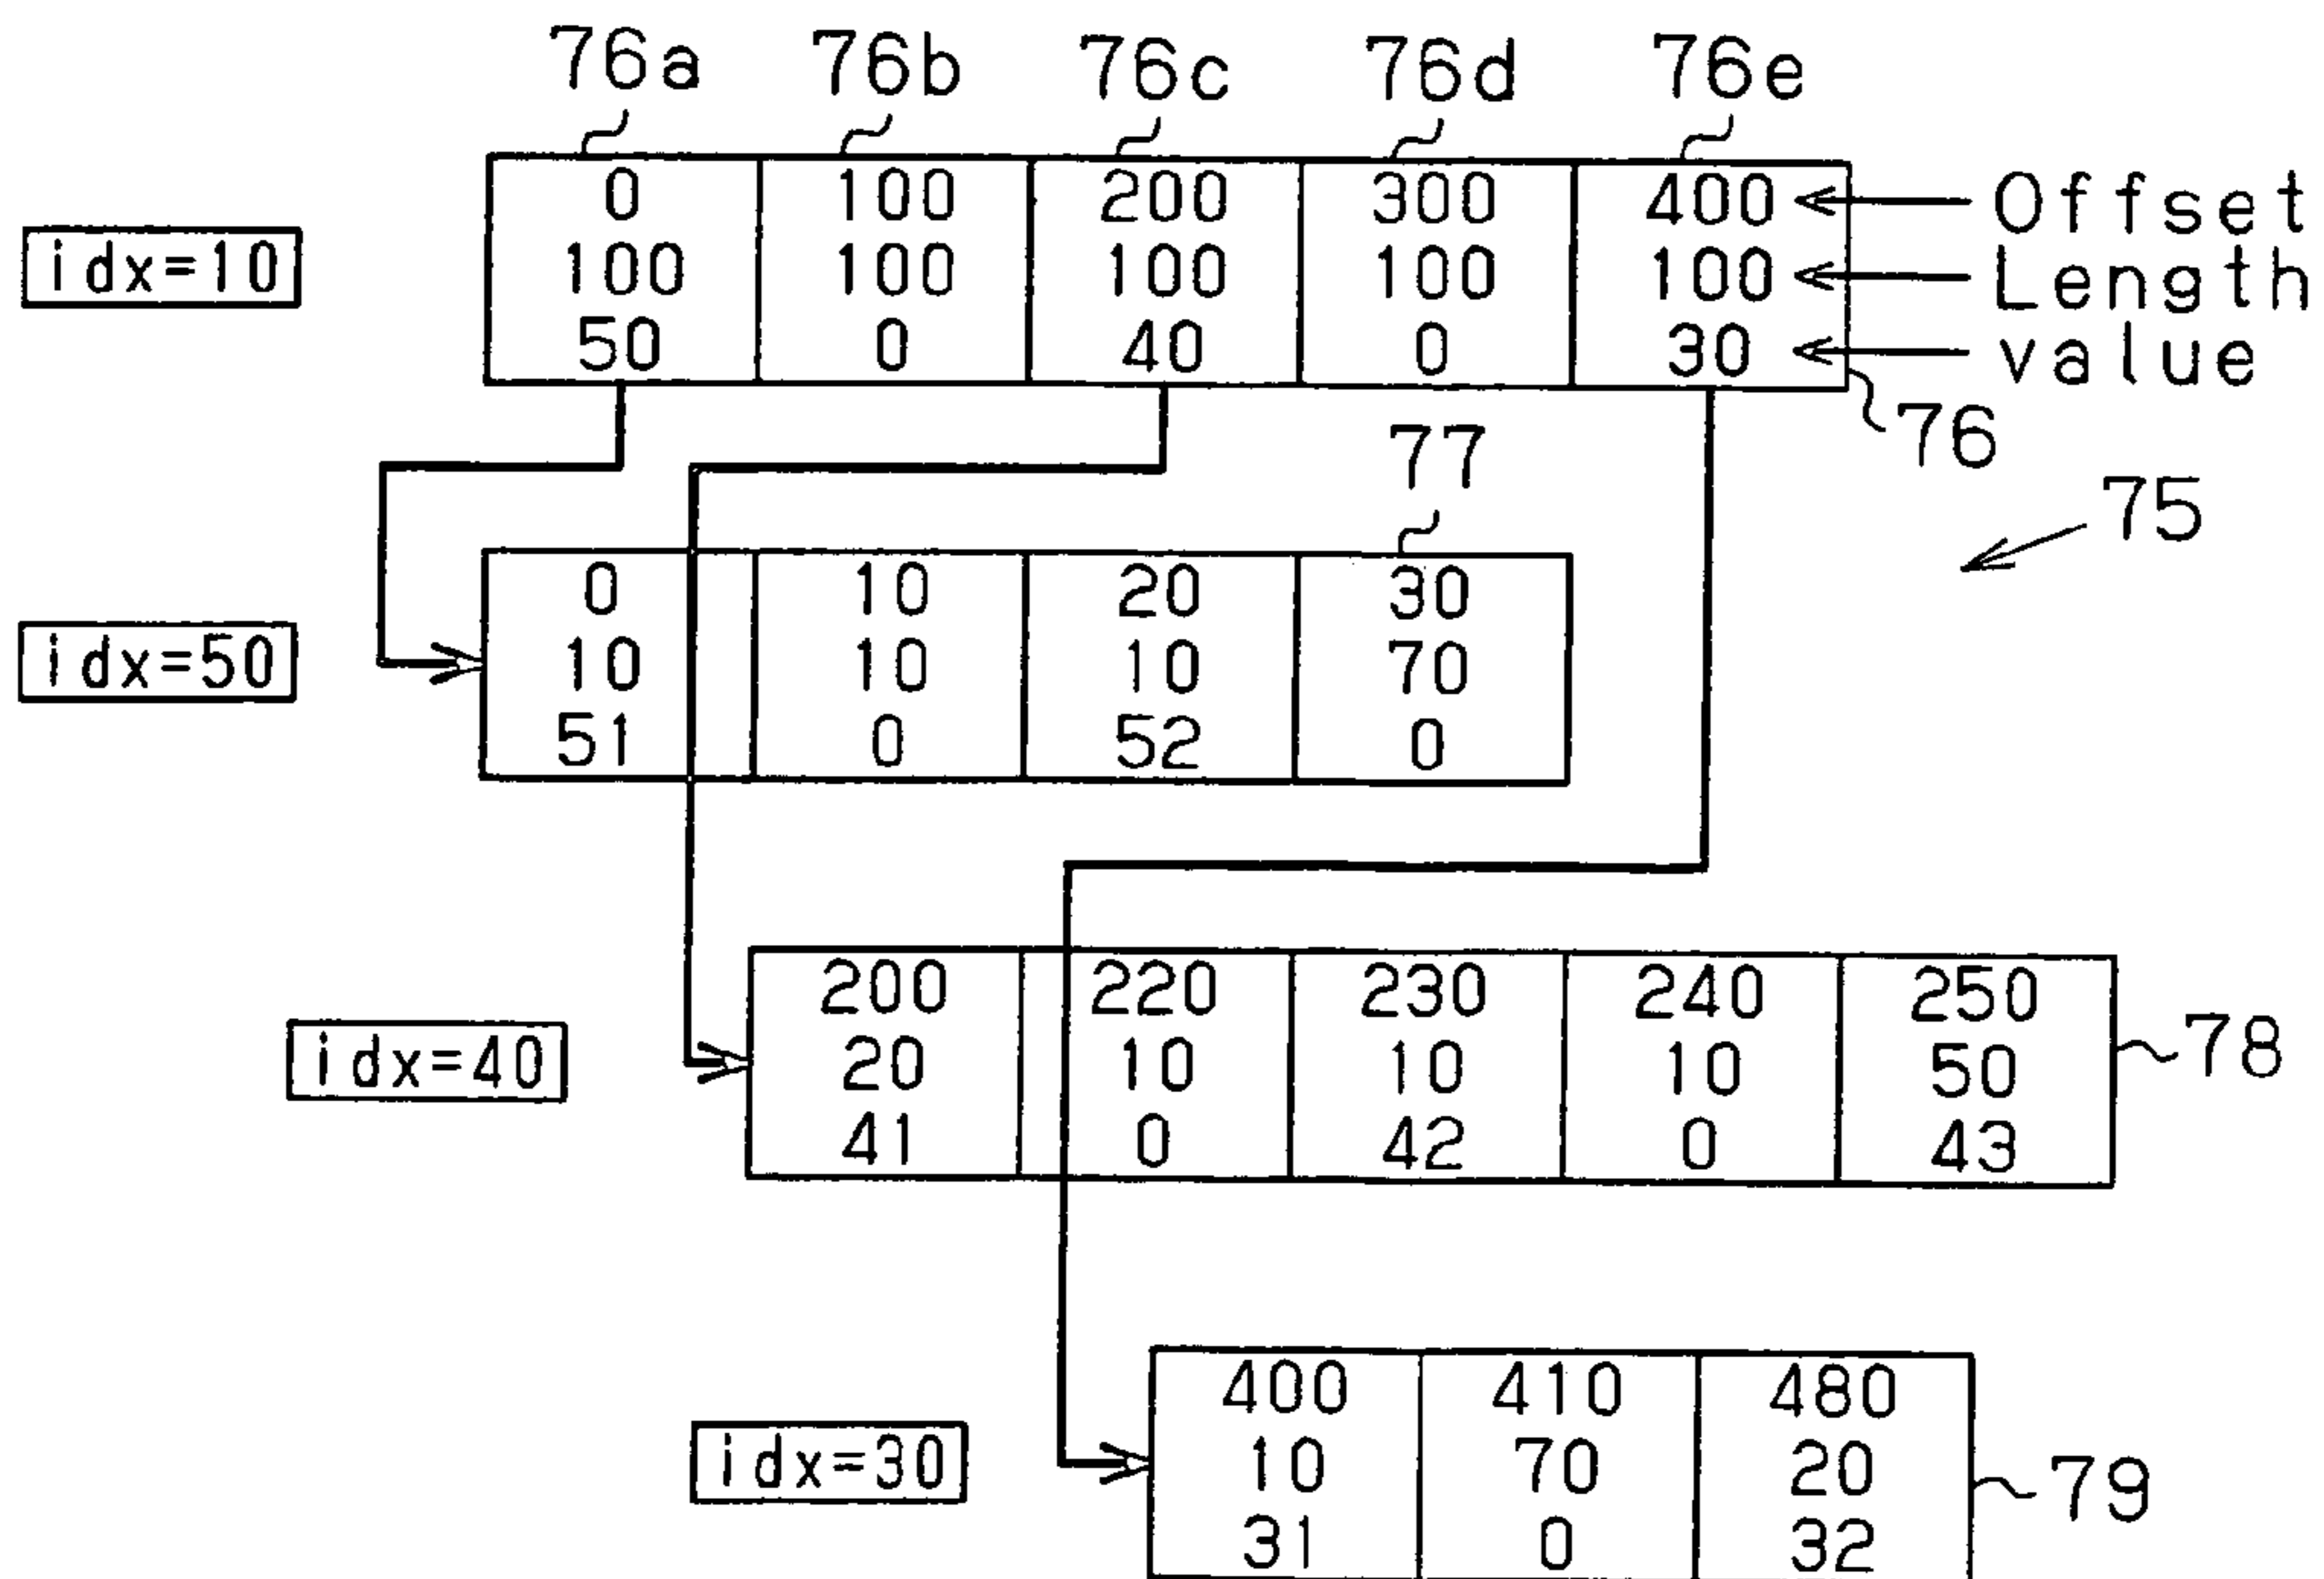 76a 76b 76c 76d 76e
0 100 200 300 400 Offset
idx=10 100 100 100 100 100 Length
50 0 40 0 30 value
76
77
75
0 10 20 30
idx=50 10 10 10 70
51 0 52 0
200 220 230 240 250
idx=40 20 10 10 10 50 78
41 0 42 0 43
400 410 480
idx=30 10 70 20 79
31 0 32